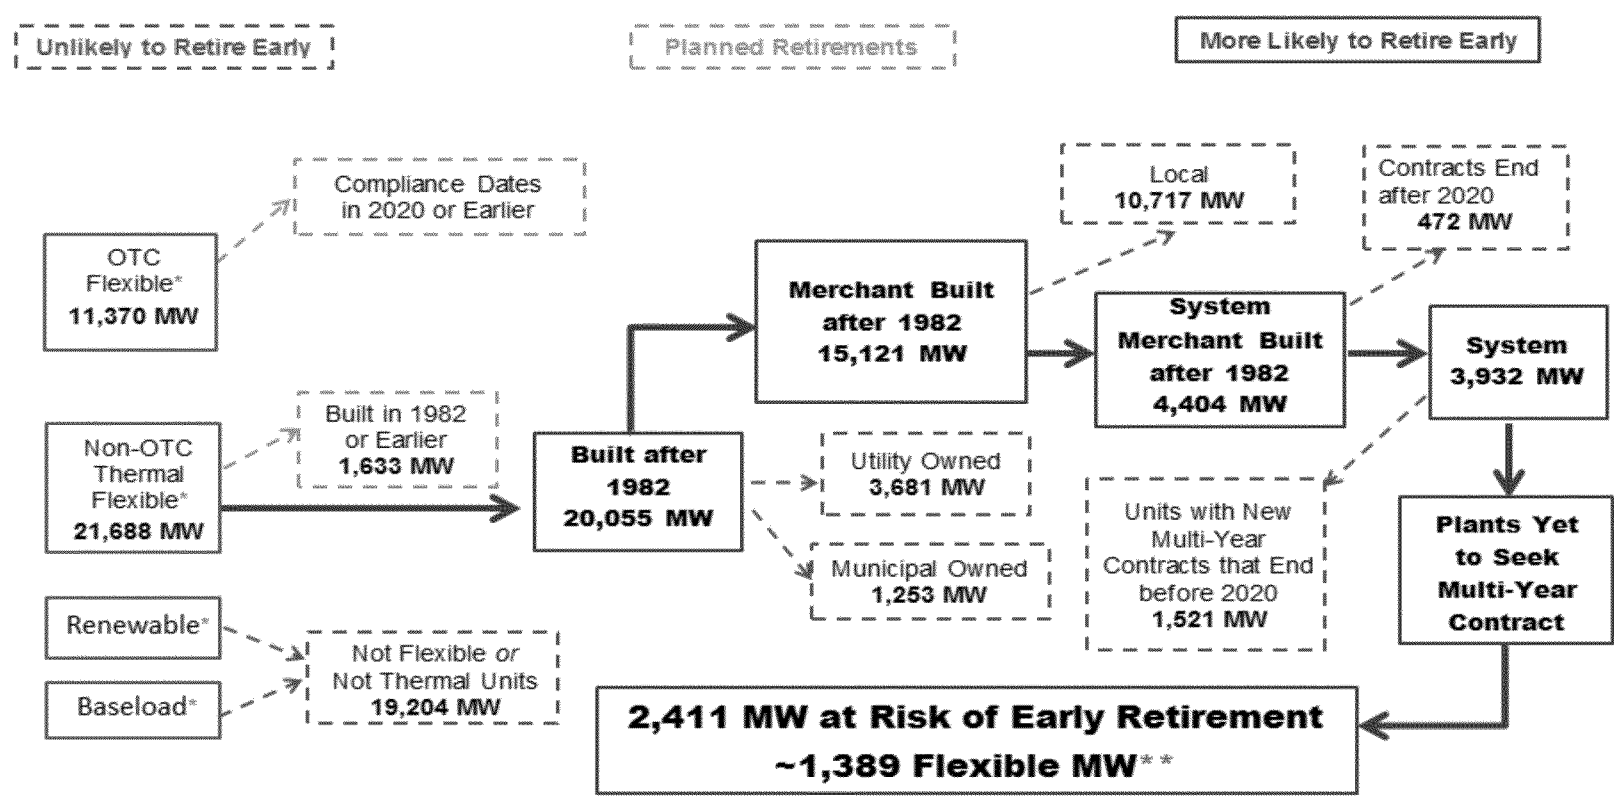 Unlikely to Retire Early
Planned Retirements
More Likely to Retire Early
Compliance Dates
in 2020 or Earlier
OTC
Flexible*
11,370 MW
Local
10,717 MW
Contracts End
after 2020
472 MW
Merchant Built
after 1982
15,121 MW
System
Merchant Built
after 1982
4,404 MW
System
3,932 MW
Non-OTC
Thermal
Flexible*
21,688 MW
Built in 1982
or Earlier
1,633 MW
Built after
1982
20,055 MW
Utility Owned
3,681 MW
Municipal Owned
1,253 MW
Units with New
Multi-Year
Contracts that End
before 2020
1,521 MW
Plants Yet
to Seek
Multi-Year
Contract
Renewable*
Baseload*
Not Flexible or
Not Thermal Units
19,204 MW
2,411 MW at Risk of Early Retirement
~1,389 Flexible MW**